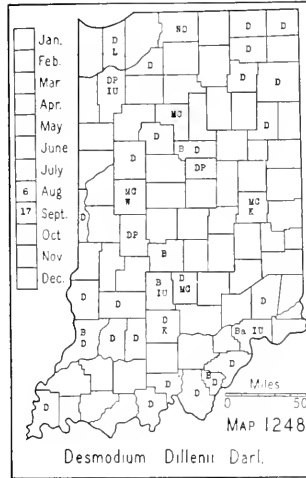 Jan.
Feb.
Mar
Apr.
May
June
July
6 Aug
17 Sept.
Oct
Nov
Dec.
ND
D
D
L
D
D
DP
IU
D
D
MC
D
D
D
B D
DP
MC
W
MC
K
D
DP
B
B
IU
D
MC
D
D
D
K
D
B
D
D
D
Ba IU
D
B
D
D
D
D
D
Miles
0 50
MAP 1248
Desmodium Dillenii Darl.